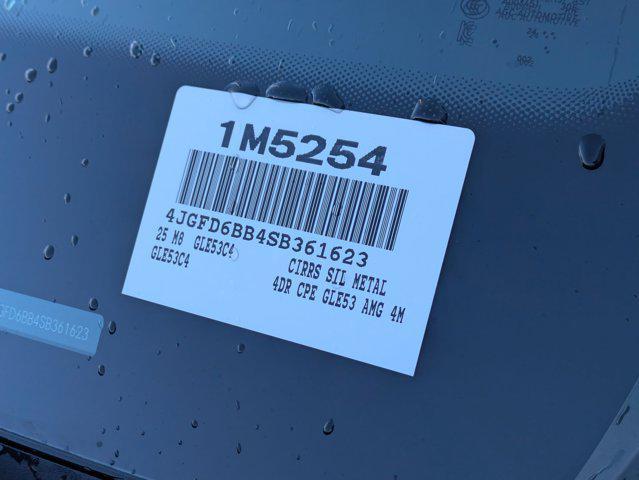 1M5254
4JGFD6BB4SB361623
25 M8 GLE53C4
GLE53C4
CIRRS SIL METAL
4DR CPE GLE53 AMG 4M
GFD6BB4SB361623